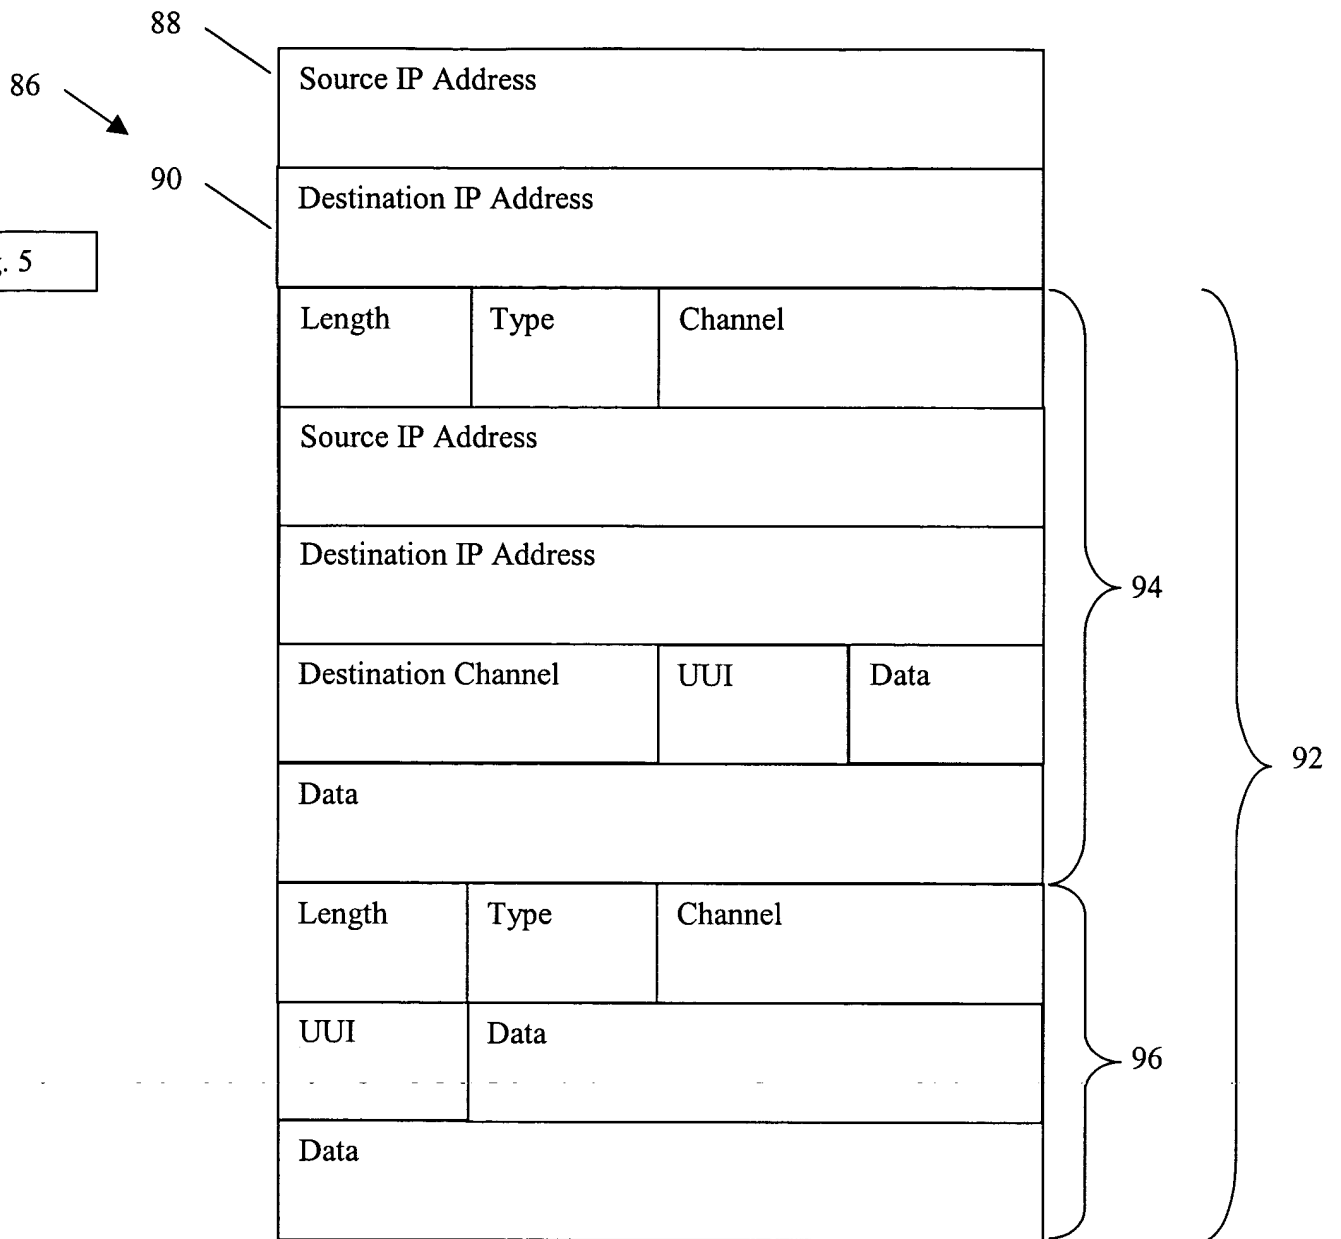 88
Source IP Address
86
90
Destination IP Address
. 5
Length Type Channel
Source IP Address
Destination IP Address
94
Destination Channel UUI Data
92
Data
Length Type Channel
UUI Data
96
Data